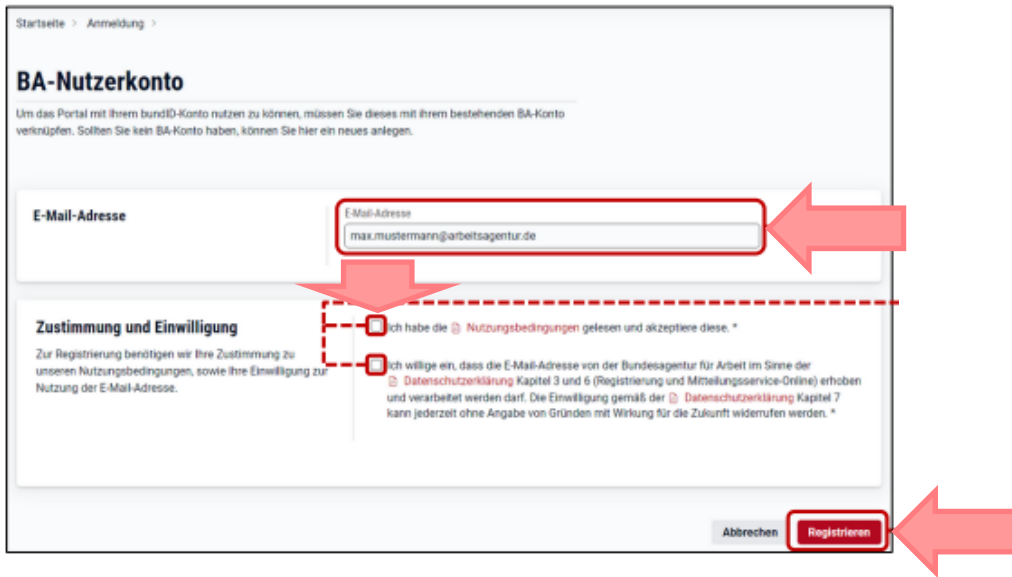 Startseite > Anmeldung >
BA-Nutzerkonto
Um das Portal mit Ihrem bundID-Konto nutzen zu können, müssen Sie dieses mit Ihrem bestehenden BA-Konto
verknüpfen. Sollten Sie kein BA-Konto haben, können Sie hier ein neues anlegen.
E-Mail-Adresse
E-Mail-Adresse
max.mustermann@arbeitsagentur.de
Zustimmung und Einwilligung
Zur Registrierung benötigen wir Ihre Zustimmung zu
unseren Nutzungsbedingungen, sowie Ihre Einwilligung zur
Nutzung der E-Mail-Adresse.
Ich habe die Nutzungsbedingungen gelesen und akzeptiere diese. *
Ich willige ein, dass die E-Mail-Adresse von der Bundesagentur für Arbeit im Sinne der
Datenschutzerklärung Kapitel 3 und 6 (Registrierung und Mitteilungsservice-Online) erhoben
und verarbeitet werden darf. Die Einwilligung gemäß der Datenschutzerklärung Kapitel 7
kann jederzeit ohne Angabe von Gründen mit Wirkung für die Zukunft widerrufen werden. *
Abbrechen
Registrieren